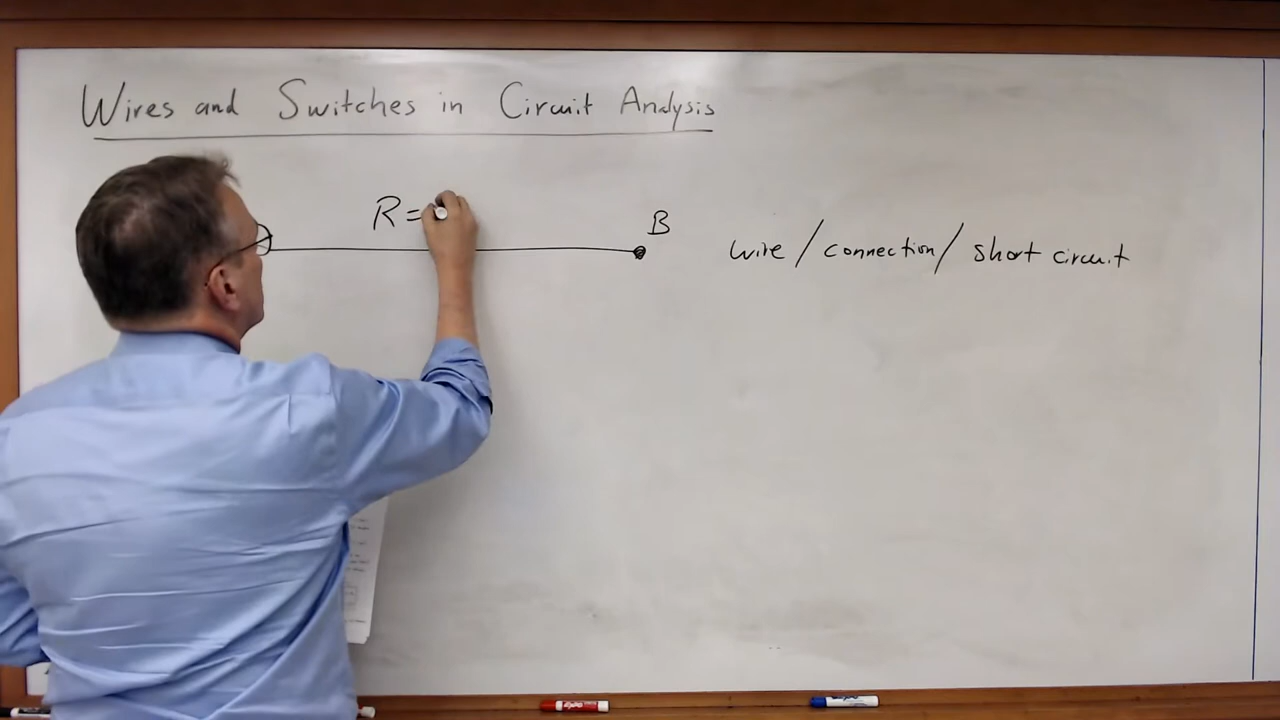 Wires and Switches in Circuit Analysis
R =
B
wire / connection / short circuit